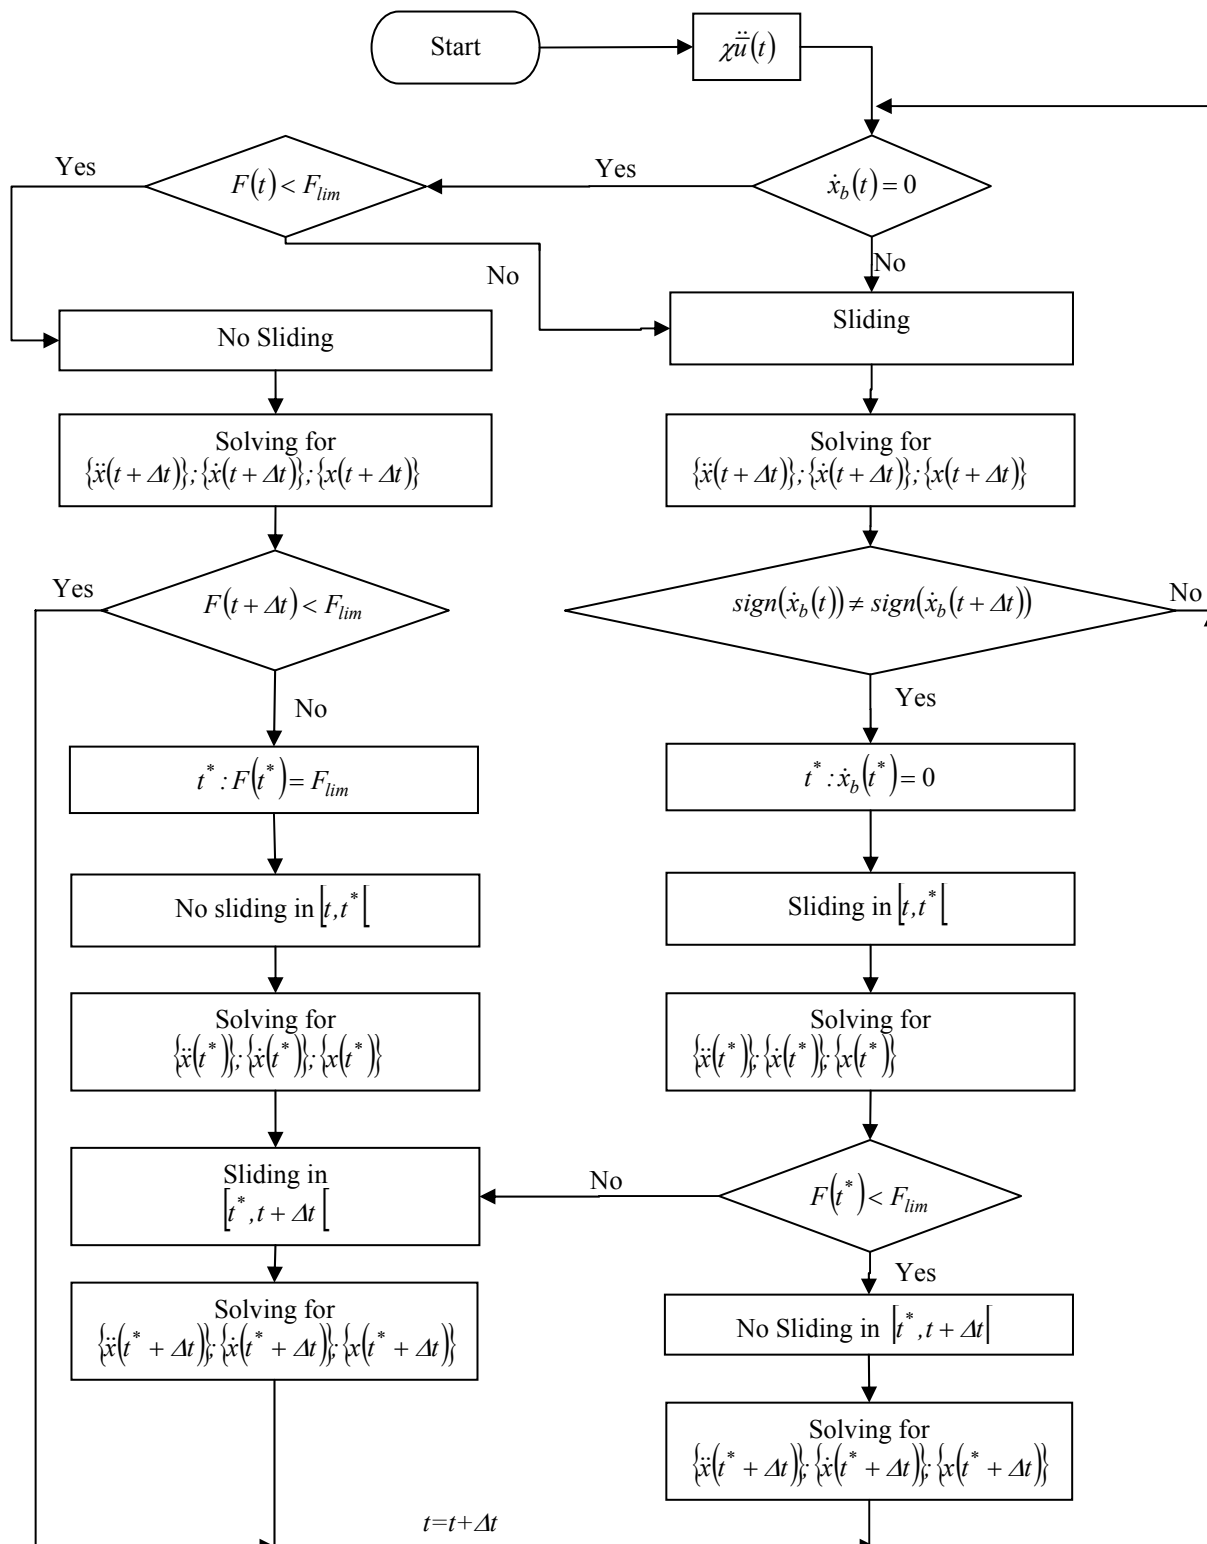 Start
χǖ(t)
Yes
F(t) < F_lim
Yes
ẋ_b(t) = 0
No
No
No Sliding
Sliding
Solving for
{ẍ(t + Δt)}; {ẋ(t + Δt)}; {x(t + Δt)}
Solving for
{ẍ(t + Δt)}; {ẋ(t + Δt)}; {x(t + Δt)}
Yes
F(t + Δt) < F_lim
sign(ẋ_b(t)) ≠ sign(ẋ_b(t + Δt))
No
No
Yes
t* : F(t*) = F_lim
t* : ẋ_b(t*) = 0
No sliding in [t, t*[
Sliding in [t, t*[
Solving for
{ẍ(t*)}; {ẋ(t*)}; {x(t*)}
Solving for
{ẍ(t*)}; {ẋ(t*)}; {x(t*)}
Sliding in
[t*, t + Δt[
No
F(t*) < F_lim
Yes
Solving for
{ẍ(t* + Δt)}; {ẋ(t* + Δt)}; {x(t* + Δt)}
No Sliding in [t*, t + Δt[
Solving for
{ẍ(t* + Δt)}; {ẋ(t* + Δt)}; {x(t* + Δt)}
t=t+Δt